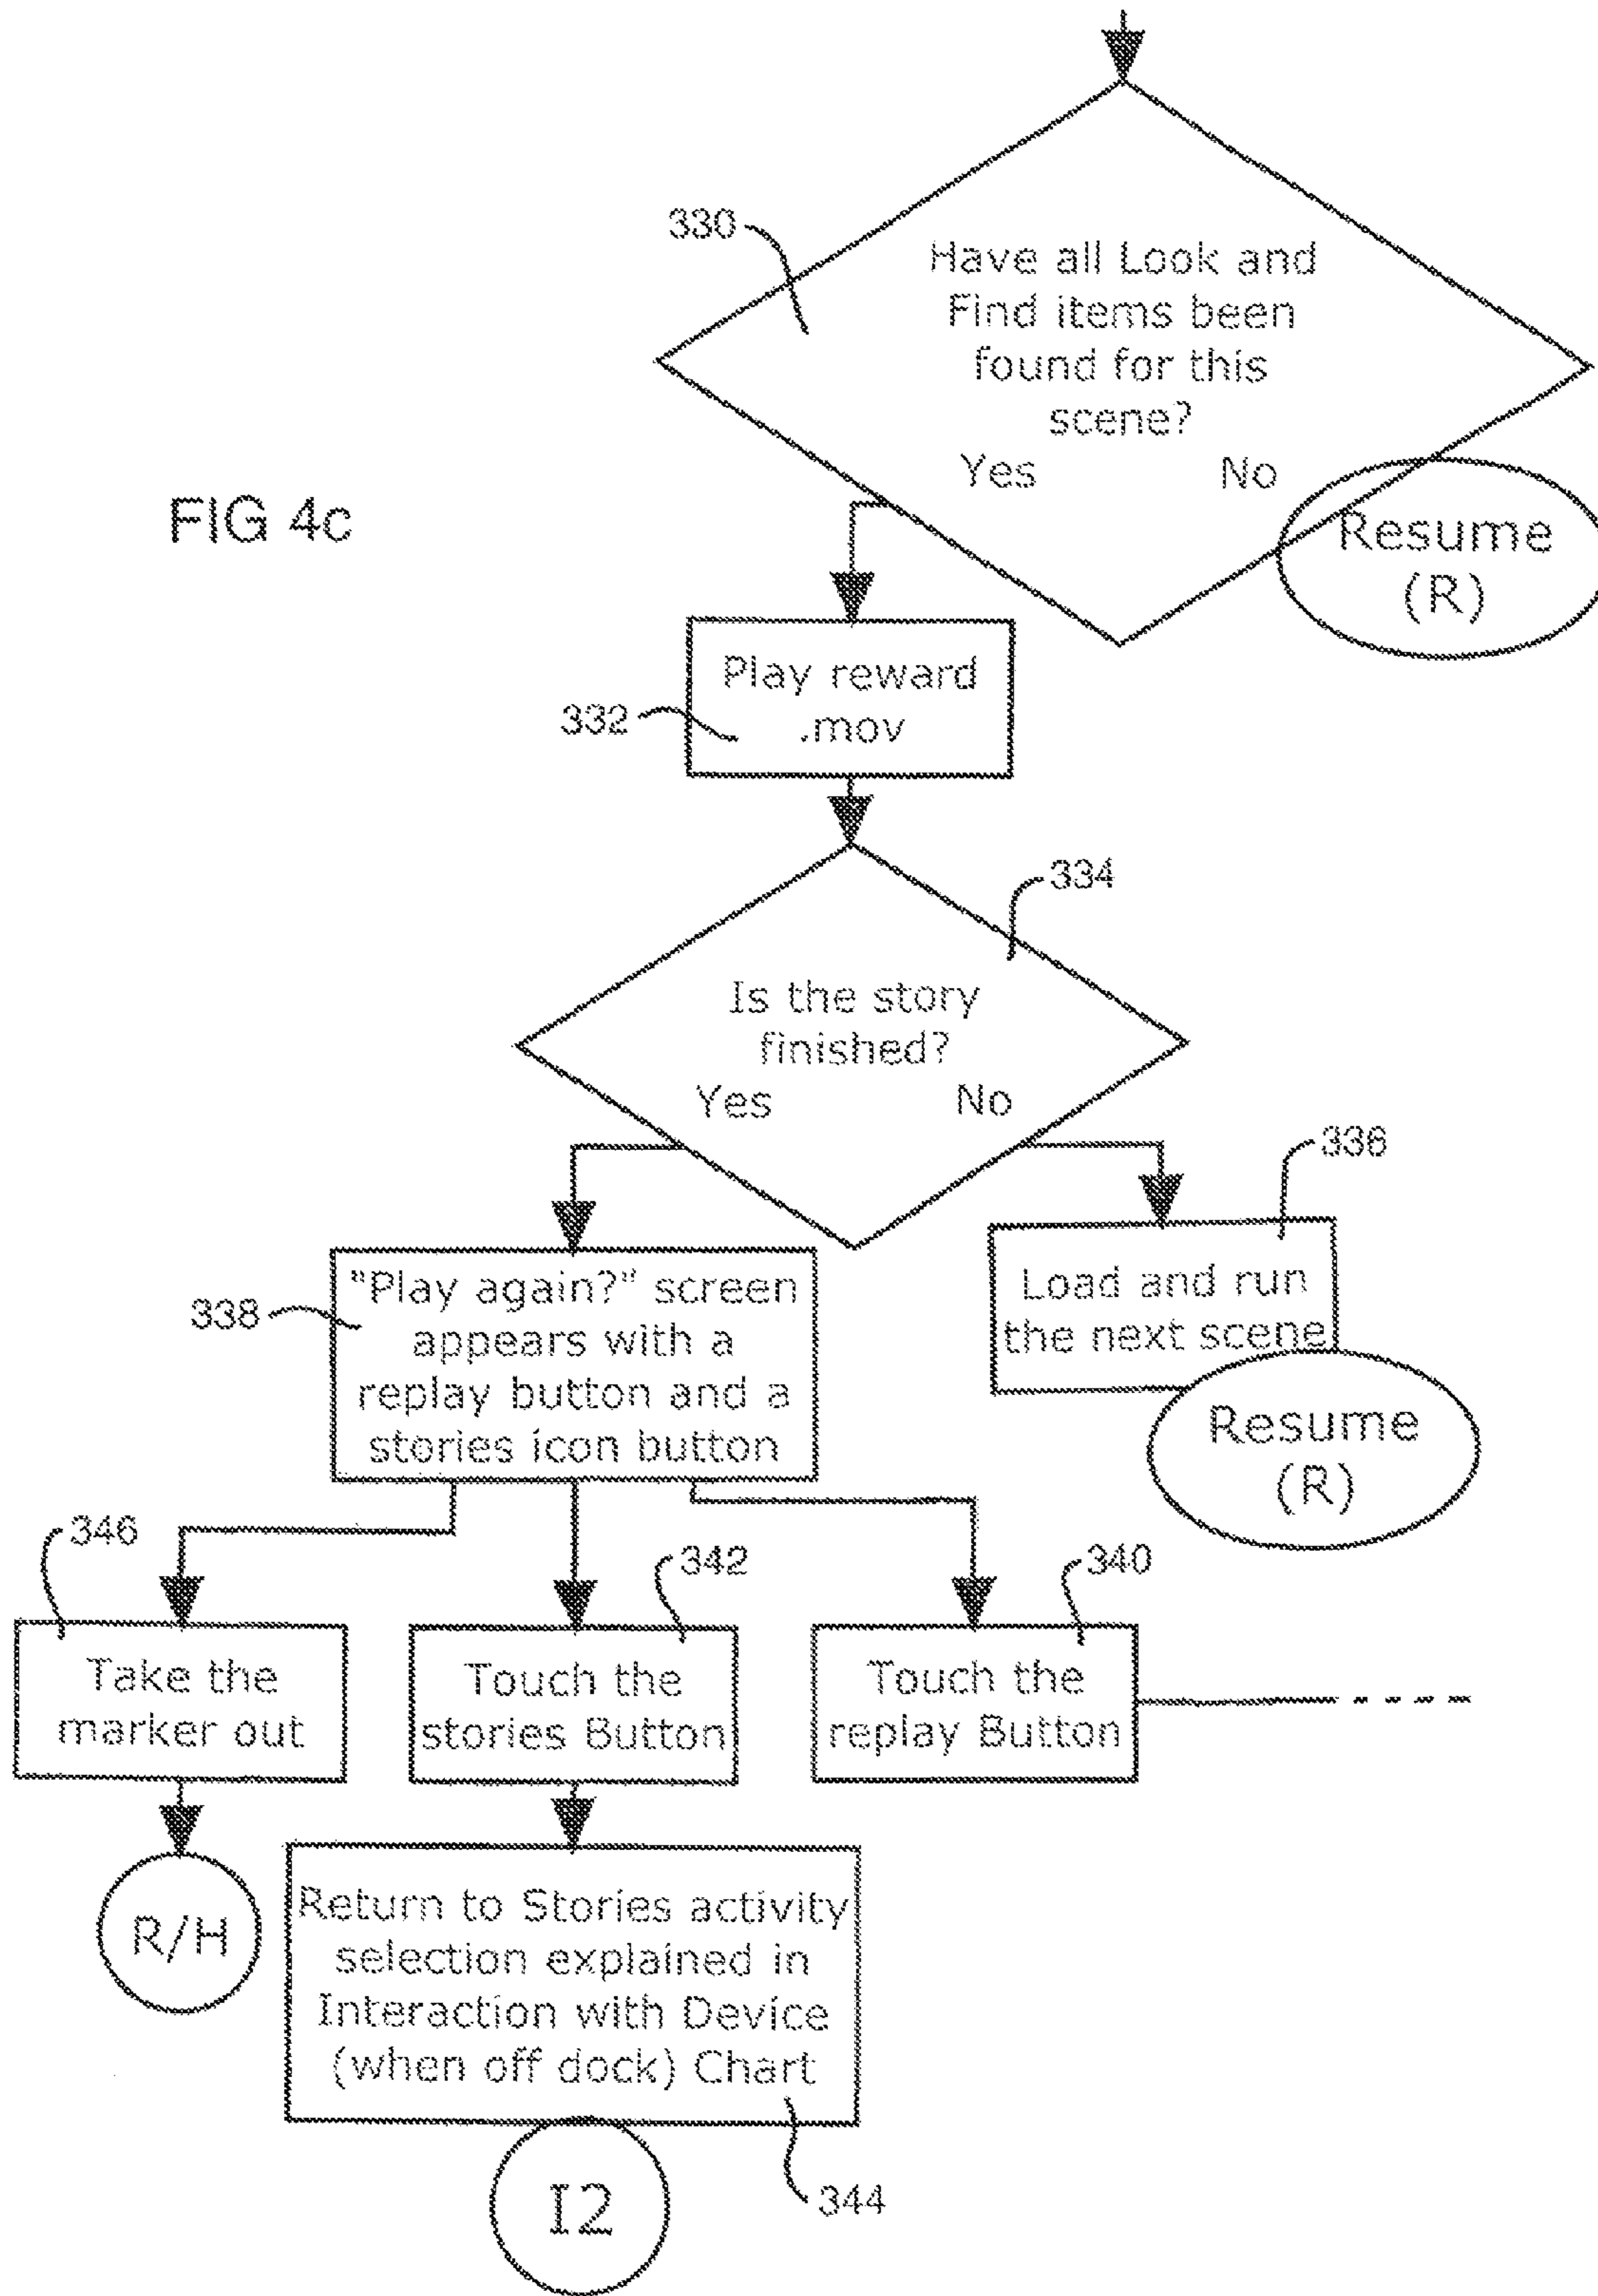 330
Have all Look and
Find items been
found for this
scene?
Yes No
FIG 4c
Resume
(R)
Play reward
.mov
332
334
Is the story
finished?
Yes No
336
338
"Play again?" screen
appears with a
replay button and a
stories icon button
Load and run
the next scene
Resume
(R)
346
342
340
Take the
marker out
Touch the
stories Button
Touch the
replay Button
R/H
Return to Stories activity
selection explained in
Interaction with Device
(when off dock) Chart
I2
344